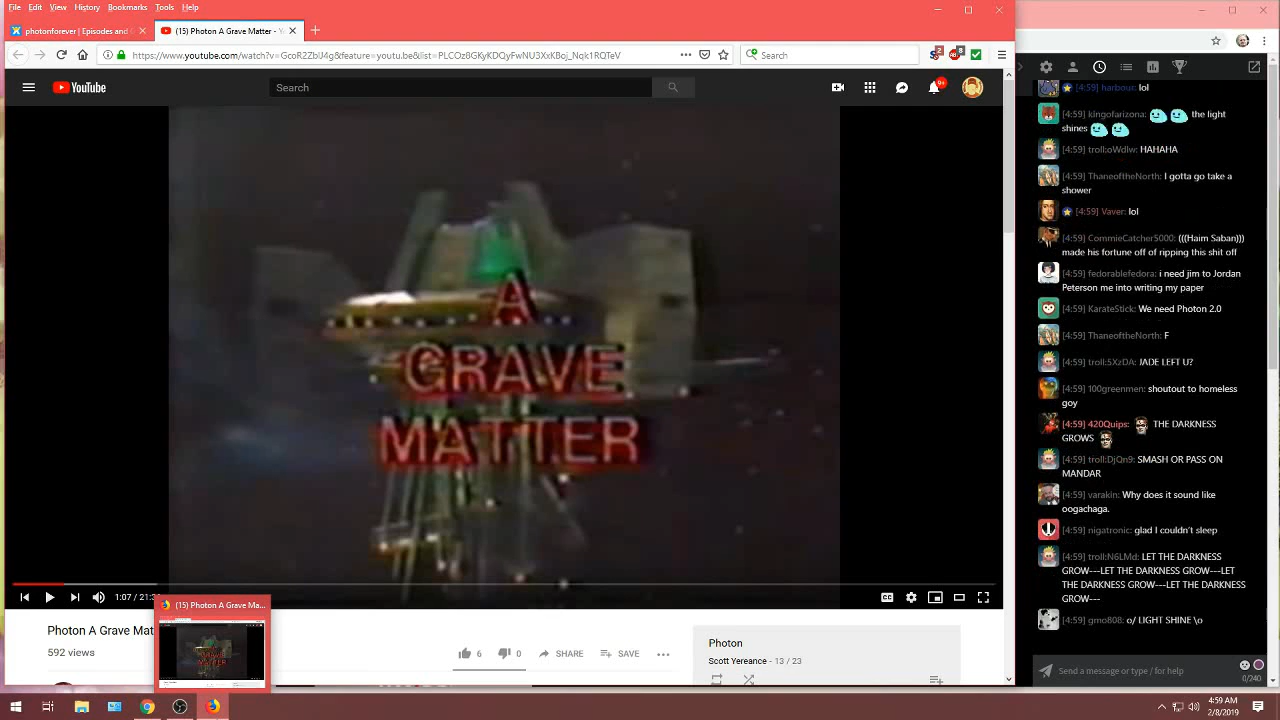 File Edit View History Bookmarks Tools Help
photonforever | Episodes and
(15) Photon A Grave Matter - Y
https://www.youtube.com/watch?v=GcoR2ZbIJ4g&feature=youtu.be&list=PLCOz8GKyKDQyFwNU3XxKBoj_Nqk1RQTeV
Search
2
8
YouTube
Search
9+
A
GRAVE
MATTER
1:07 / 21:
CC
(15) Photon A Grave Ma...
Photon A Grave Mat
592 views
6
0
SHARE
SAVE
Photon
Scott Yereance - 13 / 23
[4:59] harbour: lol
[4:59] kingofarizona: the light
shines
[4:59] troll:oWdlw: HAHAHA
[4:59] ThaneoftheNorth: I gotta go take a
shower
[4:59] Vaver: lol
[4:59] CommieCatcher5000: (((Haim Saban)))
made his fortune off of ripping this shit off
[4:59] fedorablefedora: i need jim to Jordan
Peterson me into writing my paper
[4:59] KarateStick: We need Photon 2.0
[4:59] ThaneoftheNorth: F
[4:59] troll:5XzDA: JADE LEFT U?
[4:59] 100greenmen: shoutout to homeless
goy
[4:59] 420Quips: THE DARKNESS
GROWS
[4:59] troll:DjQn9: SMASH OR PASS ON
MANDAR
[4:59] varakin: Why does it sound like
oogachaga.
[4:59] nigatronic: glad I couldn't sleep
[4:59] troll:N6LMd: LET THE DARKNESS
GROW---LET THE DARKNESS GROW---LET
THE DARKNESS GROW---LET THE DARKNESS
GROW---
[4:59] gmo808: o/ LIGHT SHINE \o
Send a message or type / for help
0/240
4:59 AM
2/8/2019